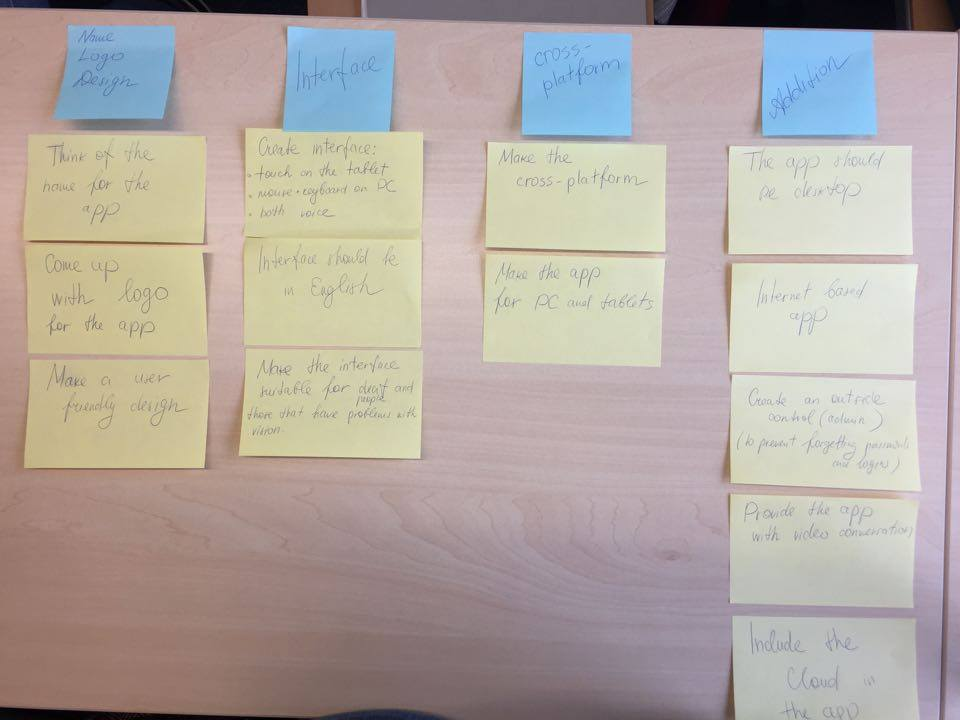 Name
Logo
Design
Think of the
name for the
app
Come up
with logo
for the app
Make a user
friendly design
Interface
Create interface:
• touch on the tablet
• mouse + keyboard on PC
• both voice
Interface should be
in English
Make the interface
suitable for deaf and
people
those that have problems with
vision.
cross-
platform
Make the
cross-platform
Make the app
for PC and tablets
Addition
The app should
be desktop
Internet based
app
Create an outside
control (admin)
(to prevent forgetting passwords
and logins)
Provide the app
with video conversation
Include the
Cloud in
the app